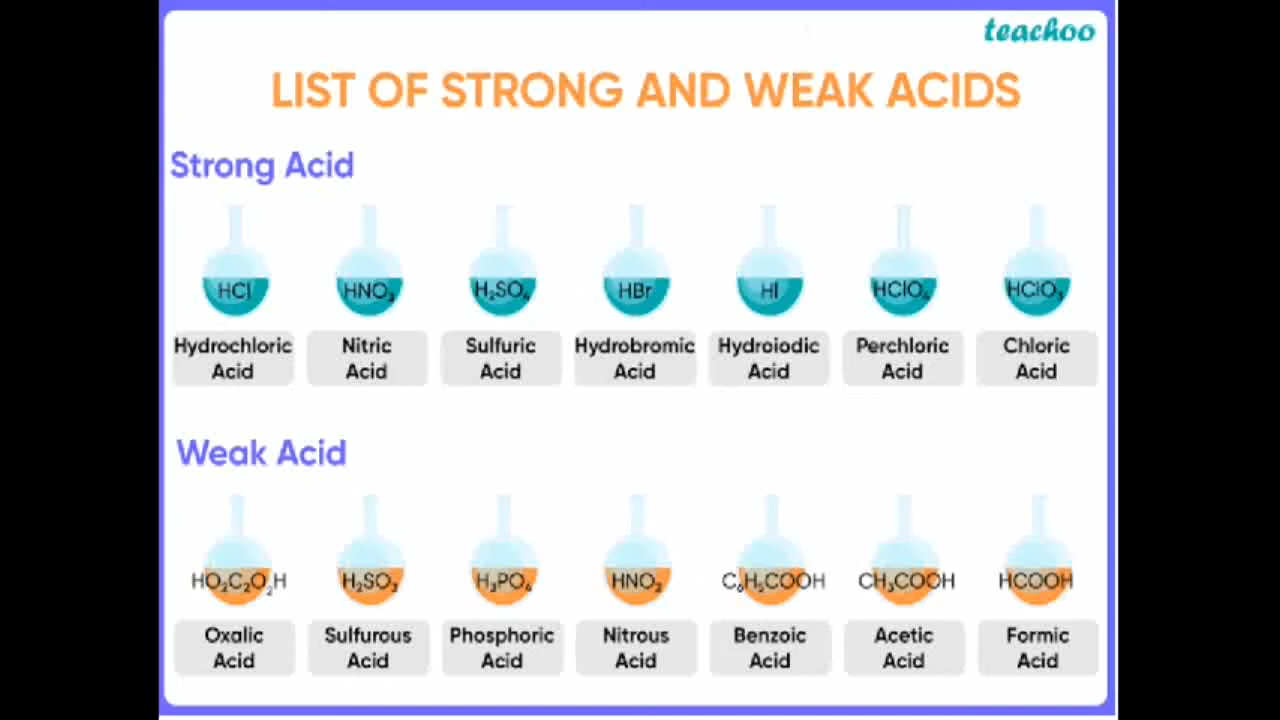 teachoo
LIST OF STRONG AND WEAK ACIDS
Strong Acid
HCl HNO₃ H₂SO₄ HBr HI HClO₄ HClO₃
Hydrochloric Acid
Nitric Acid
Sulfuric Acid
Hydrobromic Acid
Hydroiodic Acid
Perchloric Acid
Chloric Acid
Weak Acid
HO₂C₂O₂H H₂SO₃ H₃PO₄ HNO₂ C₆H₅COOH CH₃COOH HCOOH
Oxalic Acid
Sulfurous Acid
Phosphoric Acid
Nitrous Acid
Benzoic Acid
Acetic Acid
Formic Acid